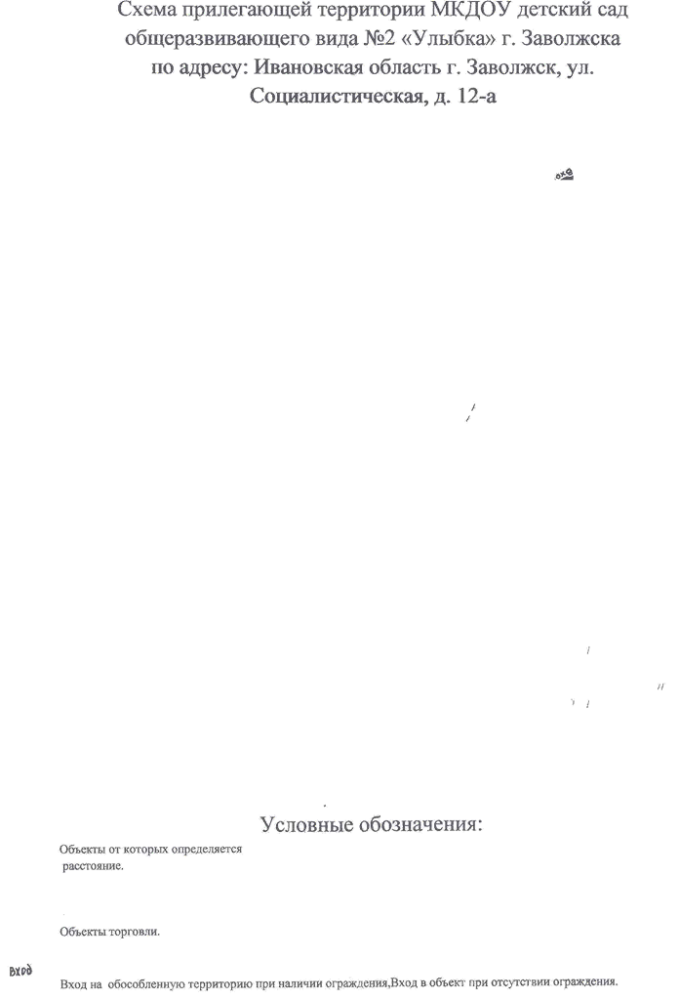 Схема прилегающей территории МКДОУ детский сад
общеразвивающего вида №2 «Улыбка» г. Заволжска
по адресу: Ивановская область г. Заволжск, ул.
Социалистическая, д. 12-а
Условные обозначения:
Объекты от которых определяется
расстояние.
Объекты торговли.
вход
Вход на обособленную территорию при наличии ограждения,Вход в объект при отсутствии ограждения.